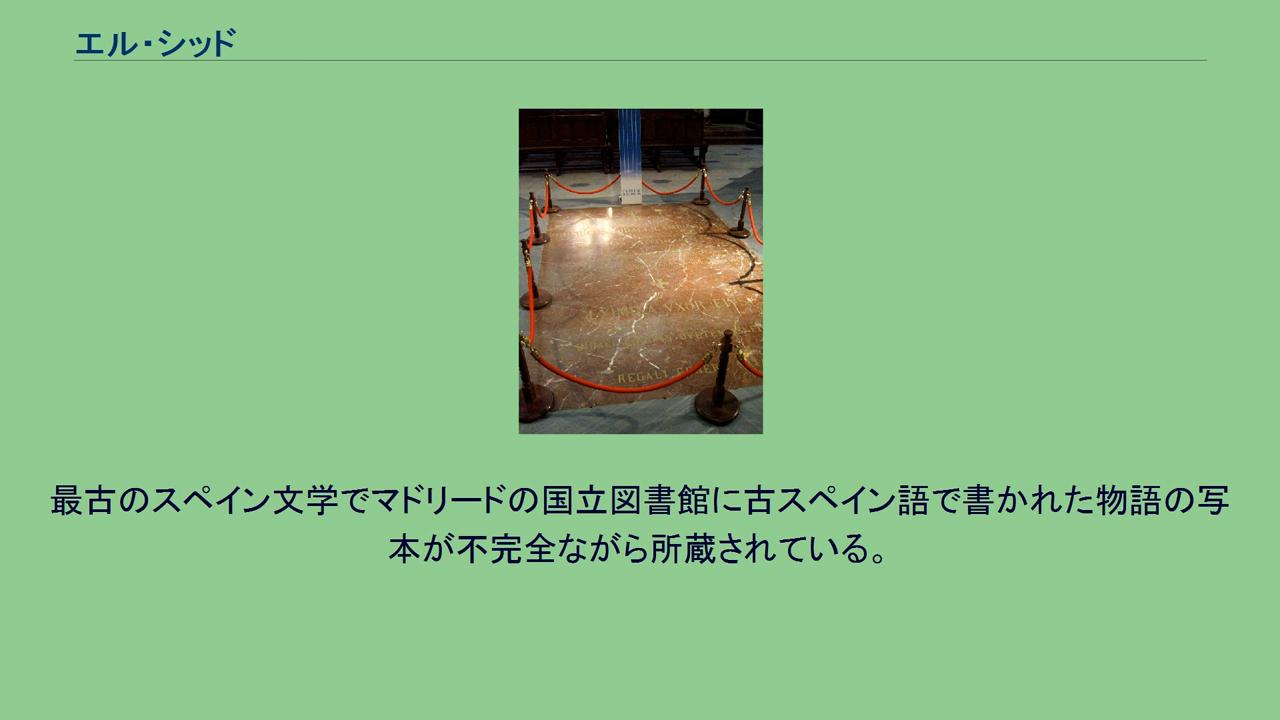 エル・シッド
YXOR
REGALI
最古のスペイン文学でマドリードの国立図書館に古スペイン語で書かれた物語の写
本が不完全ながら所蔵されている。